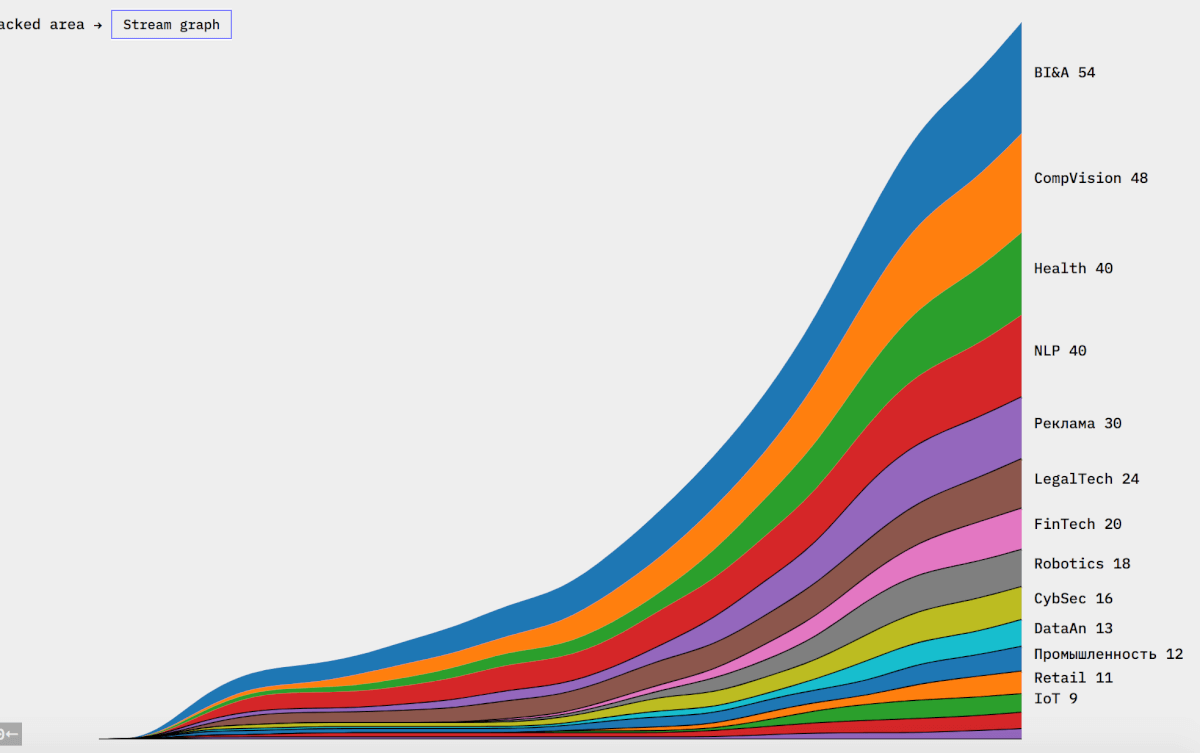 acked area → Stream graph
BI&A 54
CompVision 48
Health 40
NLP 40
Реклама 30
LegalTech 24
FinTech 20
Robotics 18
CybSec 16
DataAn 13
Промышленность 12
Retail 11
IoT 9